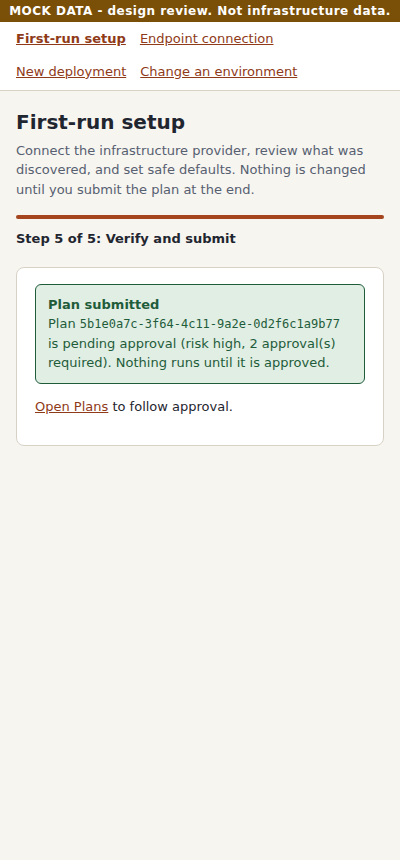 MOCK DATA - design review. Not infrastructure data.
First-run setup Endpoint connection
New deployment Change an environment
First-run setup
Connect the infrastructure provider, review what was
discovered, and set safe defaults. Nothing is changed
until you submit the plan at the end.
Step 5 of 5: Verify and submit
Plan submitted
Plan 5b1e0a7c-3f64-4c11-9a2e-0d2f6c1a9b77
is pending approval (risk high, 2 approval(s)
required). Nothing runs until it is approved.
Open Plans to follow approval.